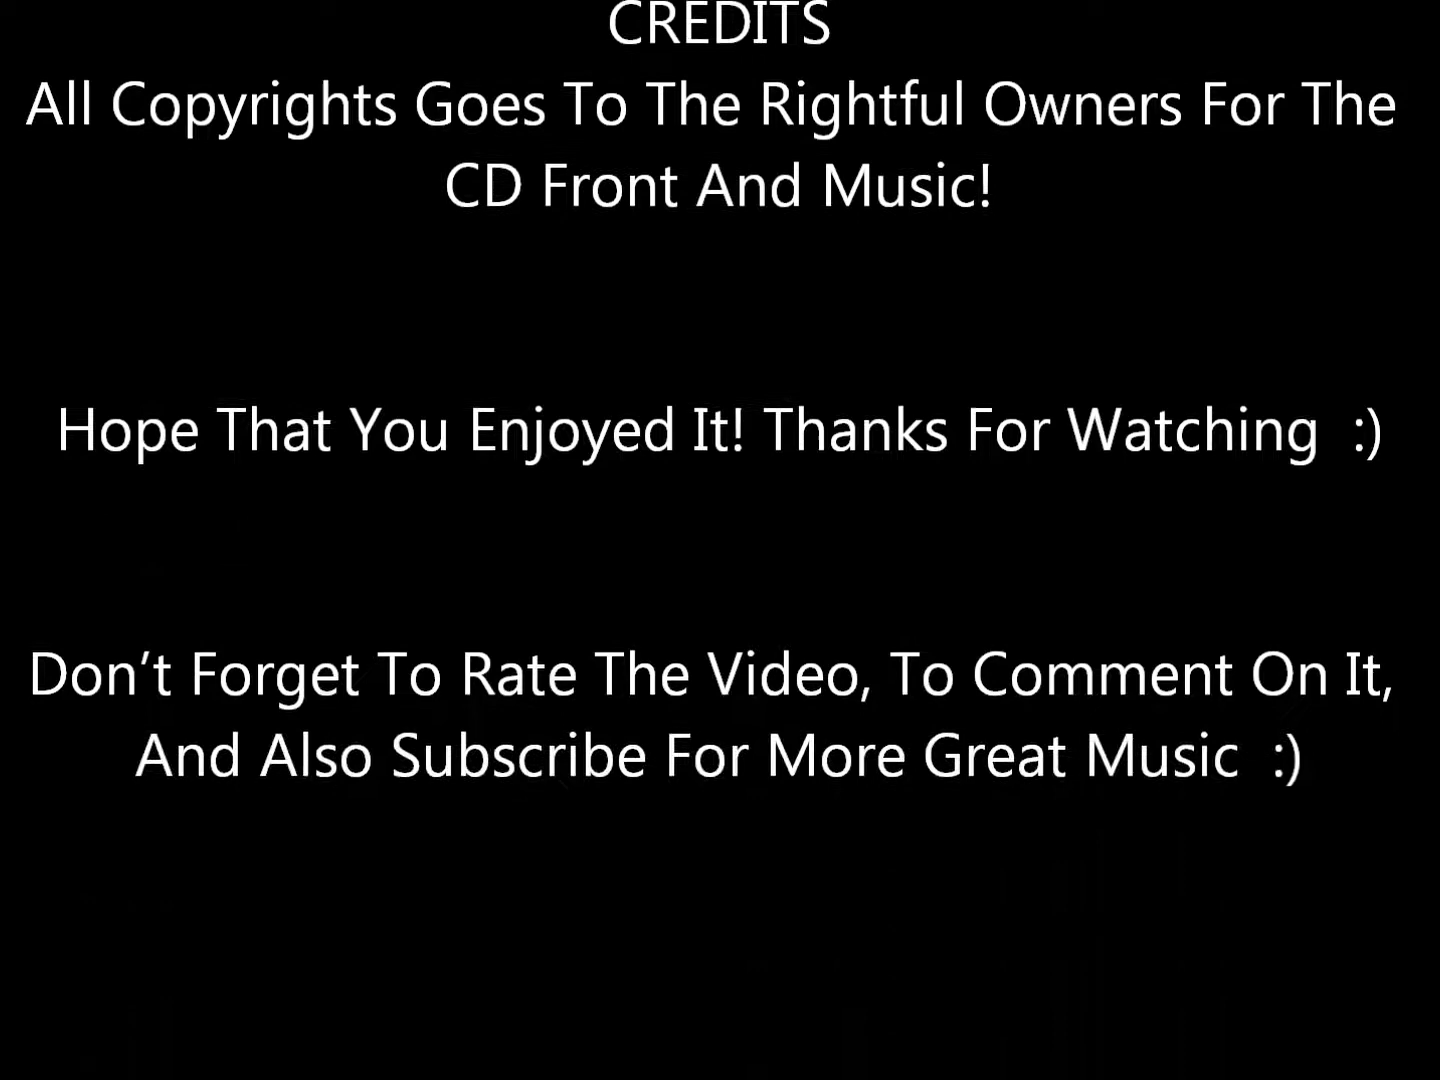 CREDITS
All Copyrights Goes To The Rightful Owners For The
CD Front And Music!
Hope That You Enjoyed It! Thanks For Watching  :)
Don’t Forget To Rate The Video, To Comment On It,
And Also Subscribe For More Great Music  :)